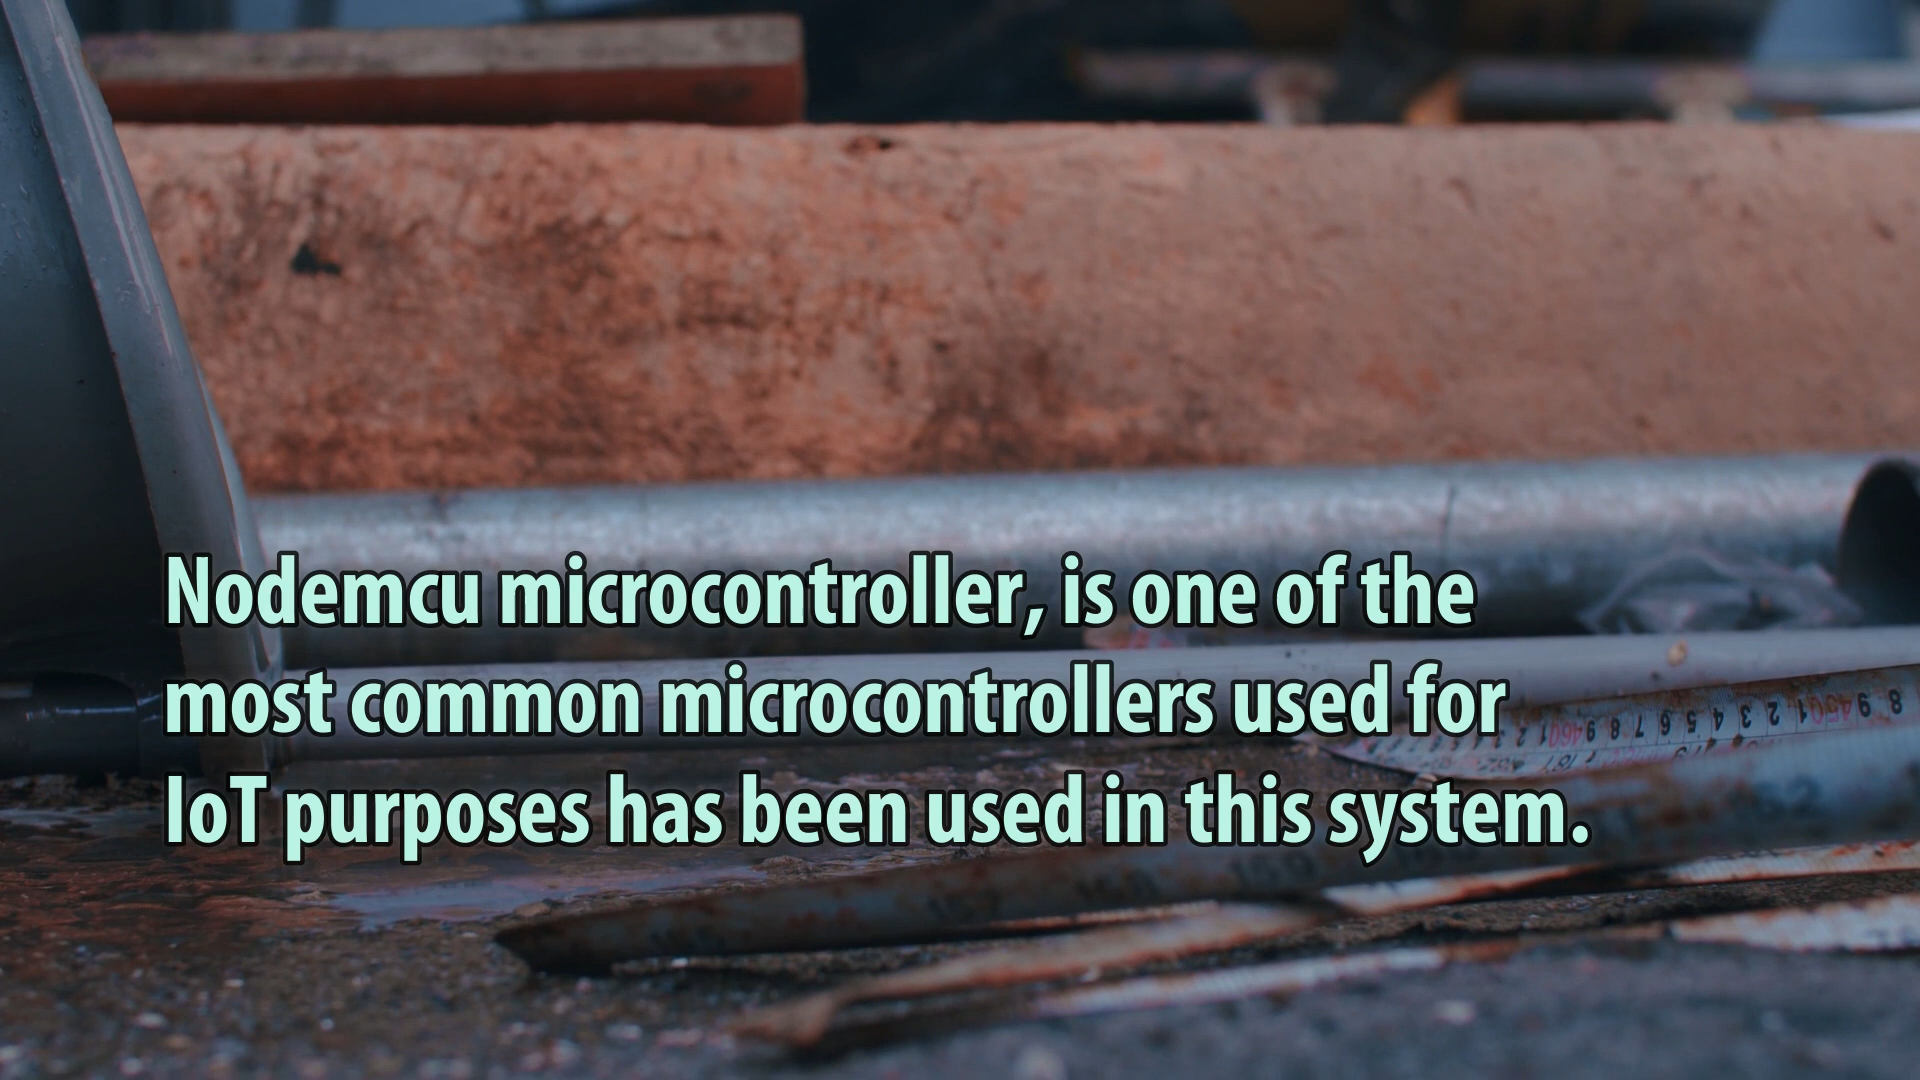 Nodemcu microcontroller, is one of the
most common microcontrollers used for
IoT purposes has been used in this system.